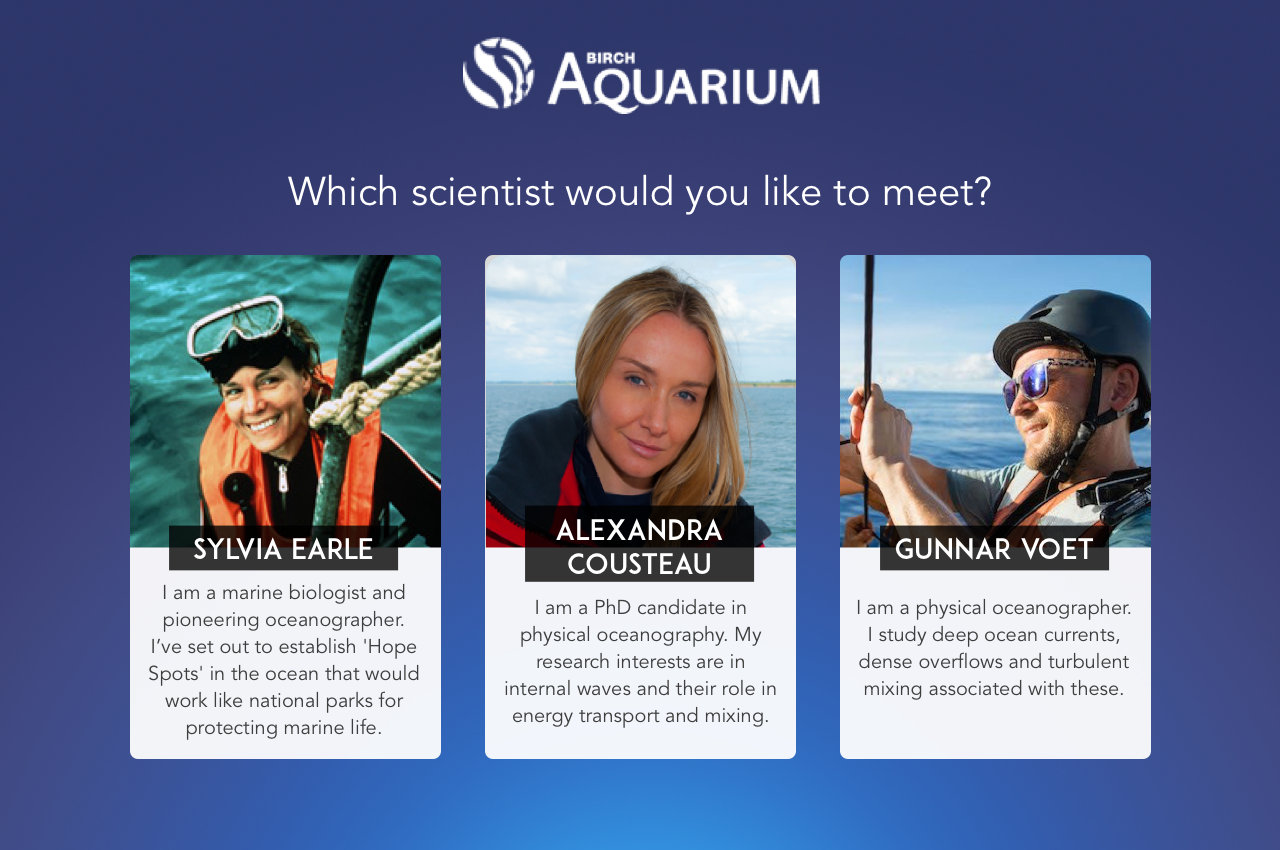 BIRCH
AQUARIUM
Which scientist would you like to meet?
SYLVIA EARLE
I am a marine biologist and
pioneering oceanographer.
I’ve set out to establish 'Hope
Spots' in the ocean that would
work like national parks for
protecting marine life.
ALEXANDRA
COUSTEAU
I am a PhD candidate in
physical oceanography. My
research interests are in
internal waves and their role in
energy transport and mixing.
GUNNAR VOET
I am a physical oceanographer.
I study deep ocean currents,
dense overflows and turbulent
mixing associated with these.